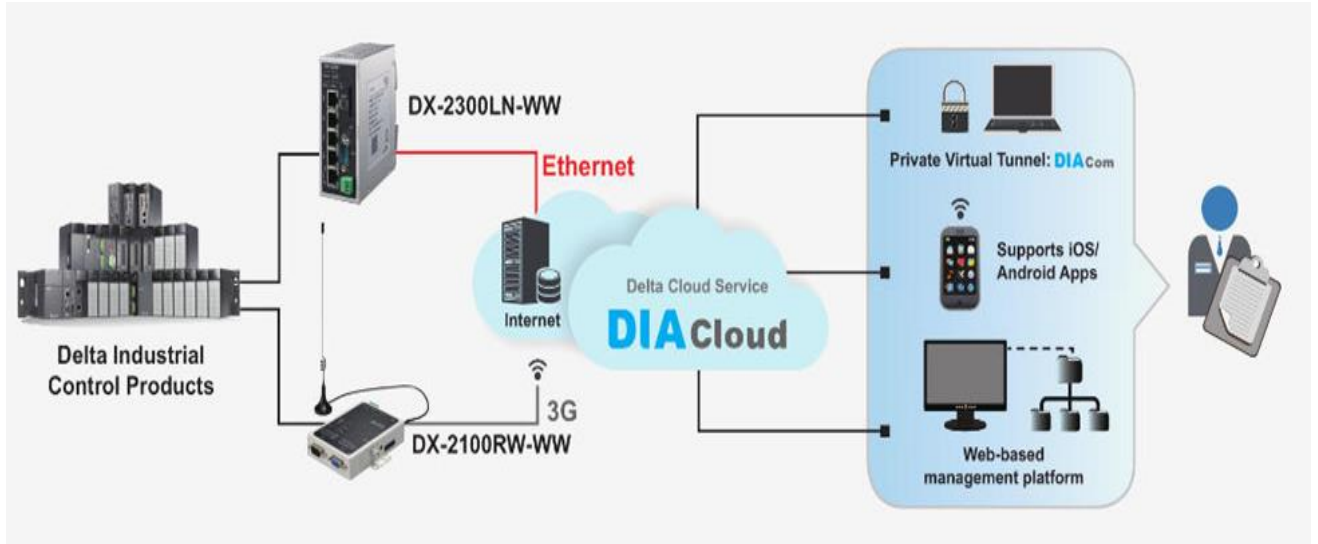 DX-2300LN-WW
Ethernet
Delta Industrial
Control Products
Internet
3G
DX-2100RW-WW
Delta Cloud Service
DIACloud
Private Virtual Tunnel: DIACom
Supports iOS/
Android Apps
Web-based
management platform